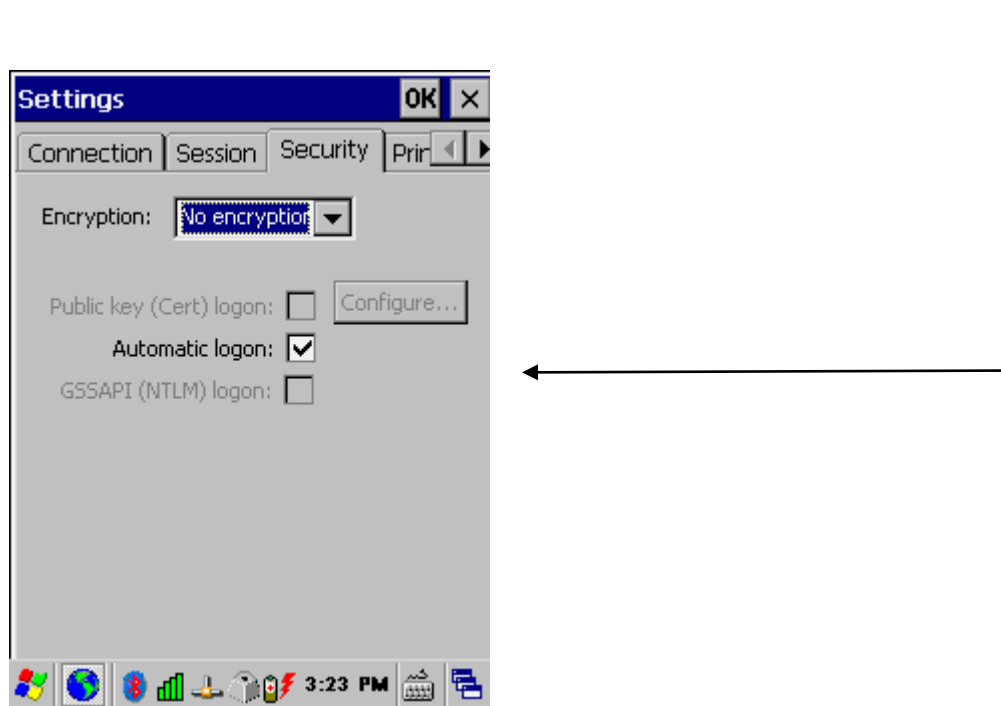 Settings OK
Connection Session Security Prir
Encryption: No encryption
Public key (Cert) logon: Configure...
Automatic logon:
GSSAPI (NTLM) logon:
3:23 PM